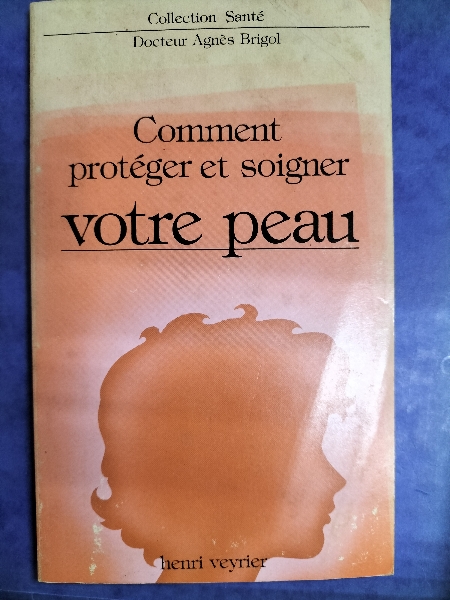 Collection Santé
Docteur Agnès Brigol
Comment
protéger et soigner
votre peau
henri veyrier